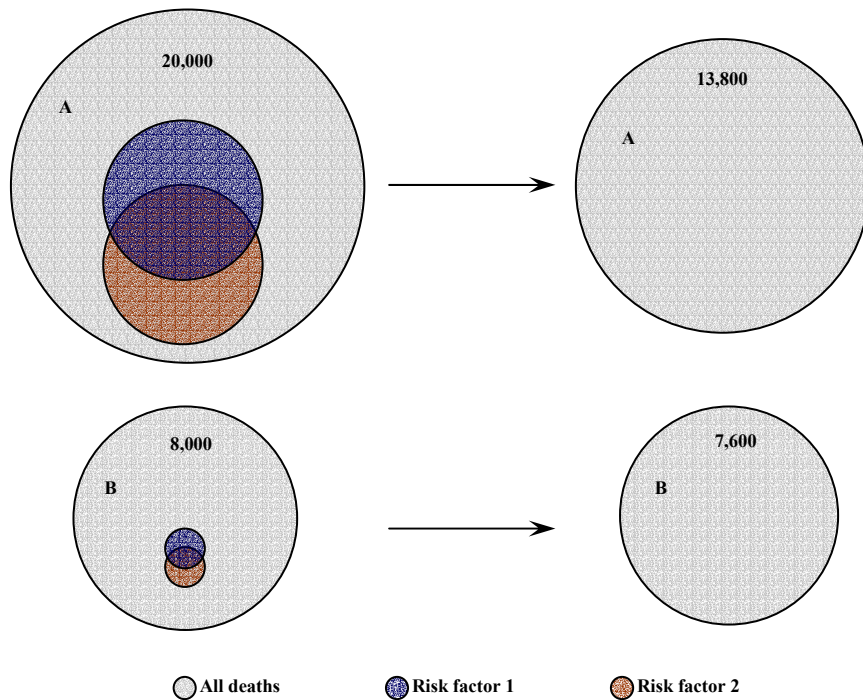 20,000
A
13,800
A
8,000
B
7,600
B
All deaths
Risk factor 1
Risk factor 2